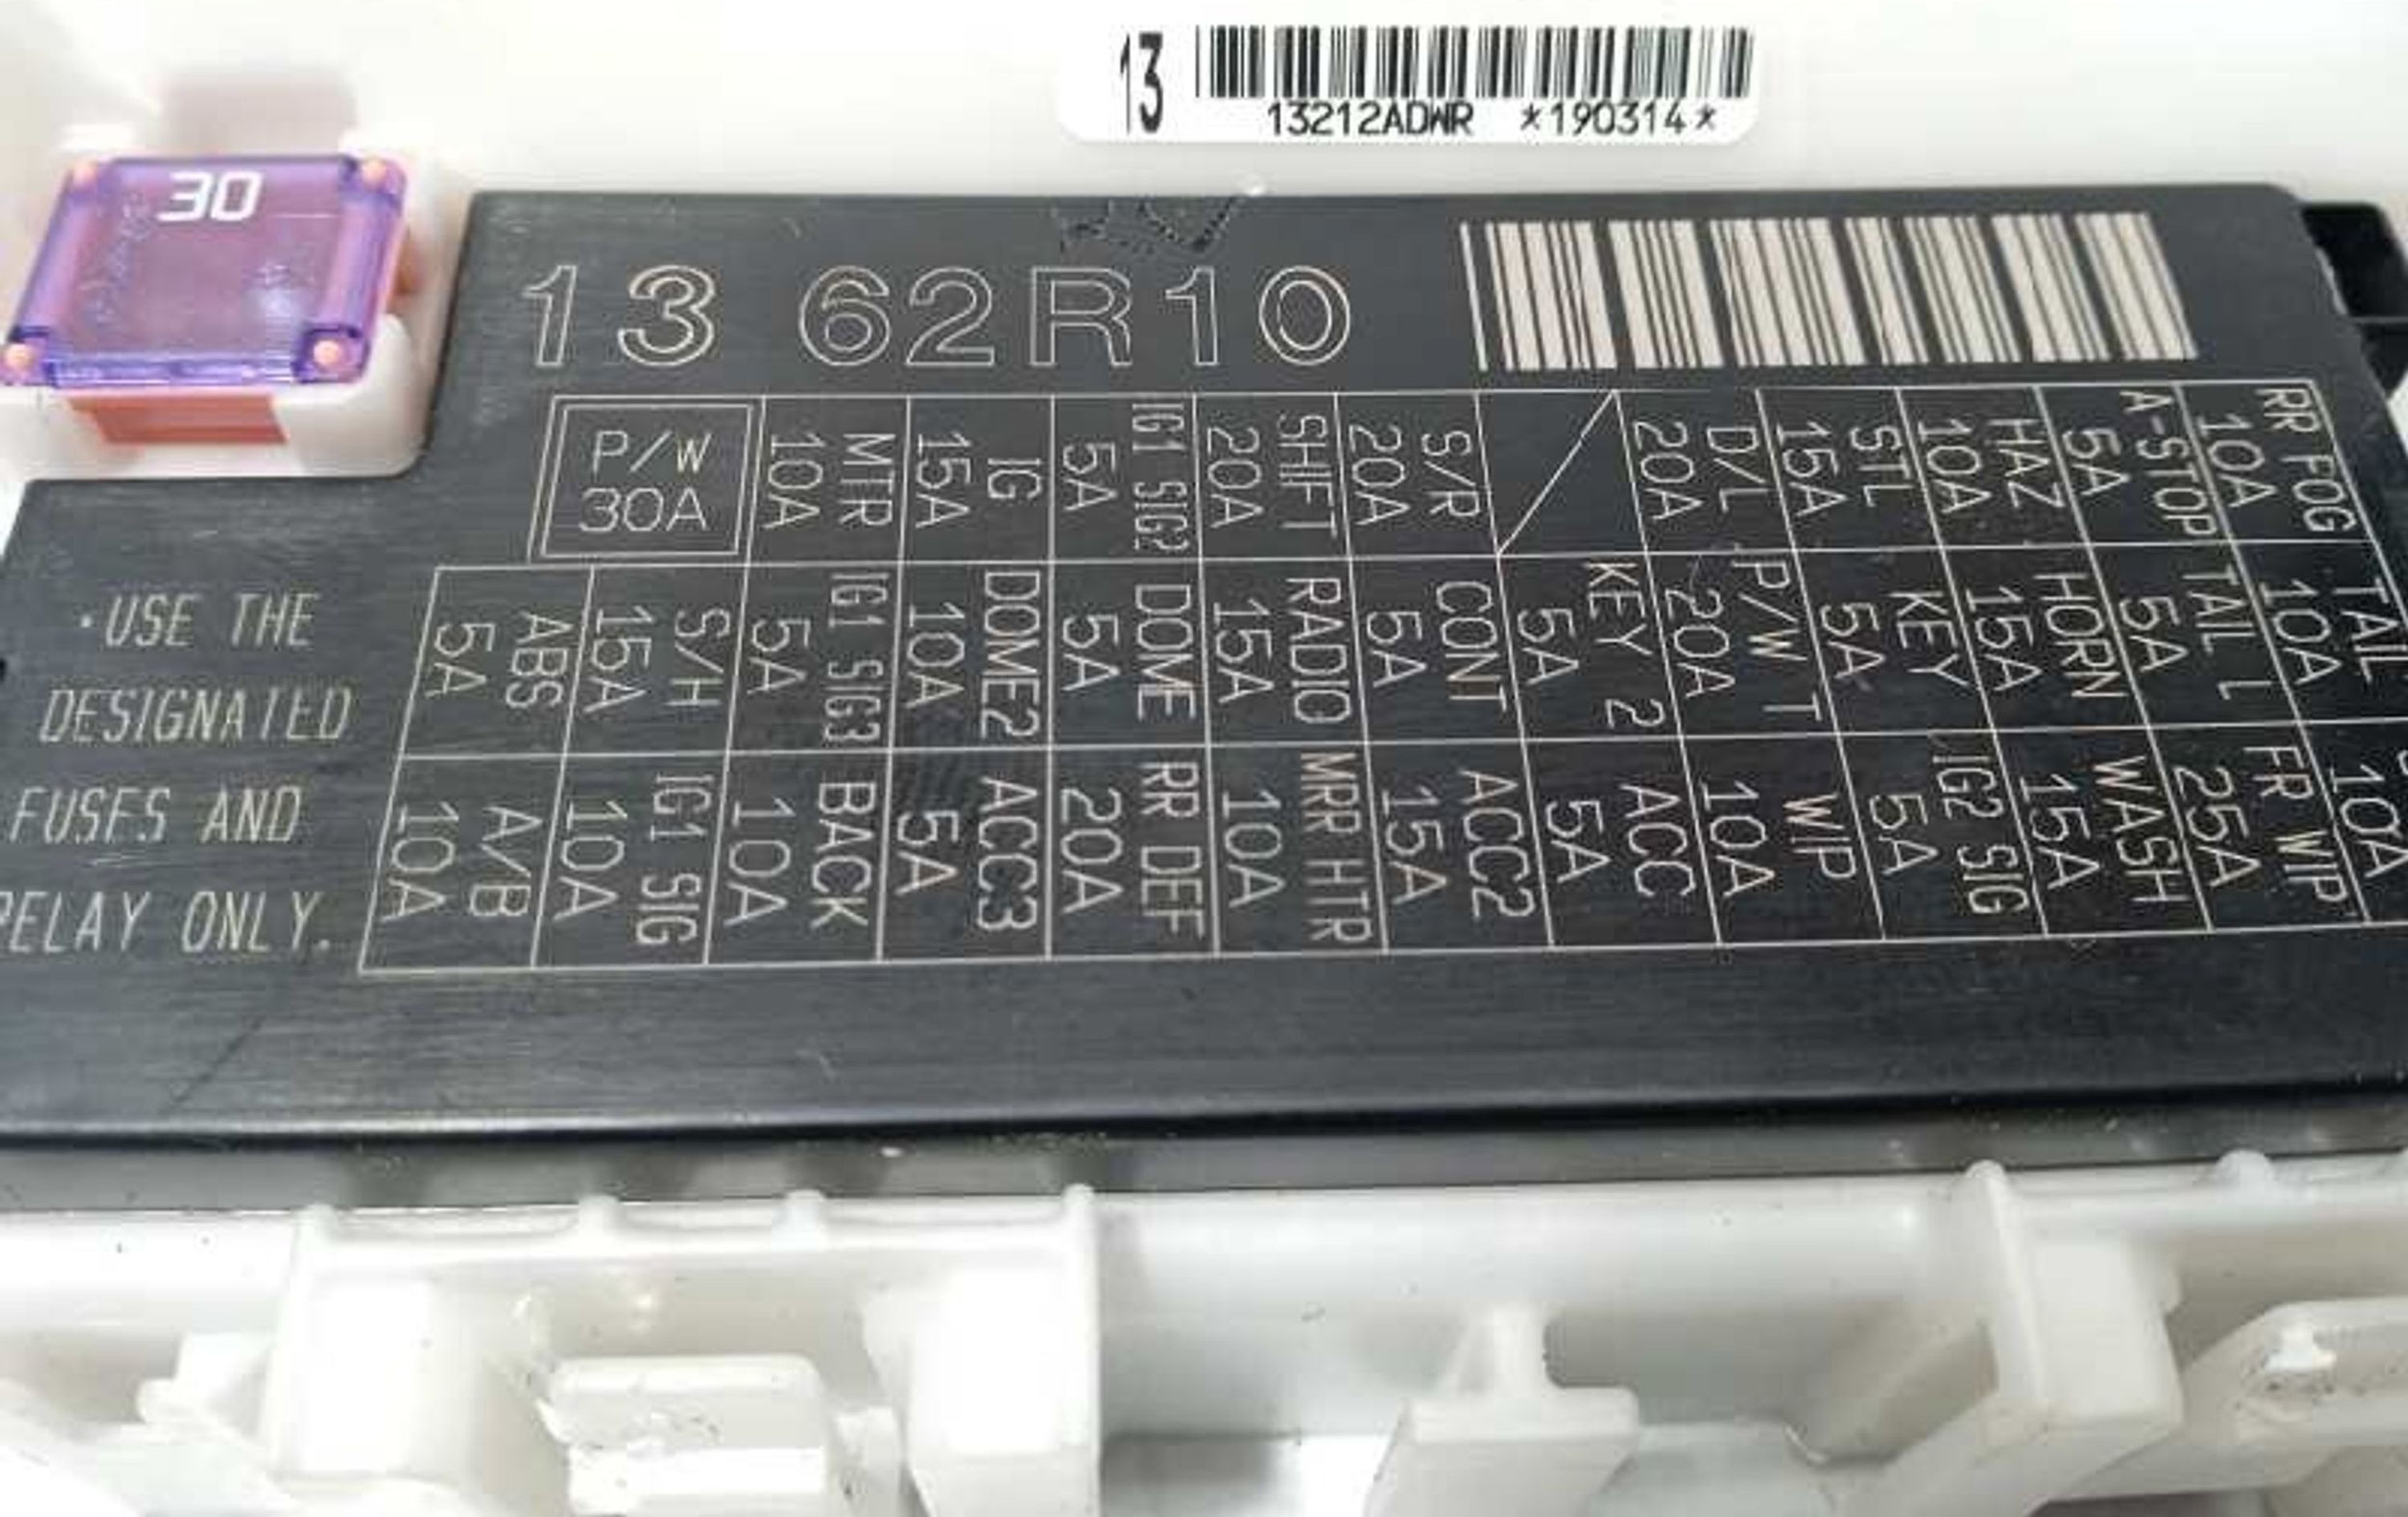 13
13212ADWR *190314*
30
13 62R10
P/W
30A
MTR
10A
IG
15A
IG1 SIG2
5A
SHIFT
20A
S/R
20A
D/L
20A
STL
15A
HAZ
10A
A-STOP
5A
RR FOG
10A
ABS
5A
S/H
15A
IG1 SIG3
5A
DOME2
10A
DOME
5A
RADIO
15A
CONT
5A
KEY 2
5A
P/W T
20A
KEY
5A
HORN
15A
TAIL L
5A
TAIL
10A
A/B
10A
IG1 SIG
10A
BACK
10A
ACC3
5A
RR DEF
20A
MRR HTR
10A
ACC2
15A
ACC
5A
WIP
10A
IG2 SIG
5A
WASH
15A
FR WIP
25A
10A
·USE THE
DESIGNATED
FUSES AND
RELAY ONLY.